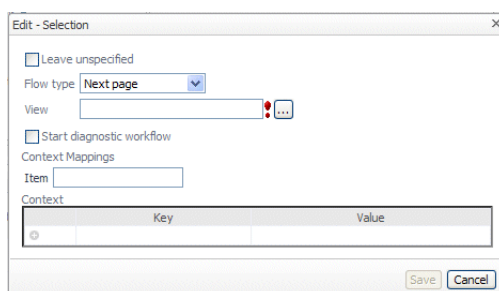 Edit - Selection
Leave unspecified
Flow type Next page
View ...
Start diagnostic workflow
Context Mappings
Item
Context
Key Value
Save Cancel